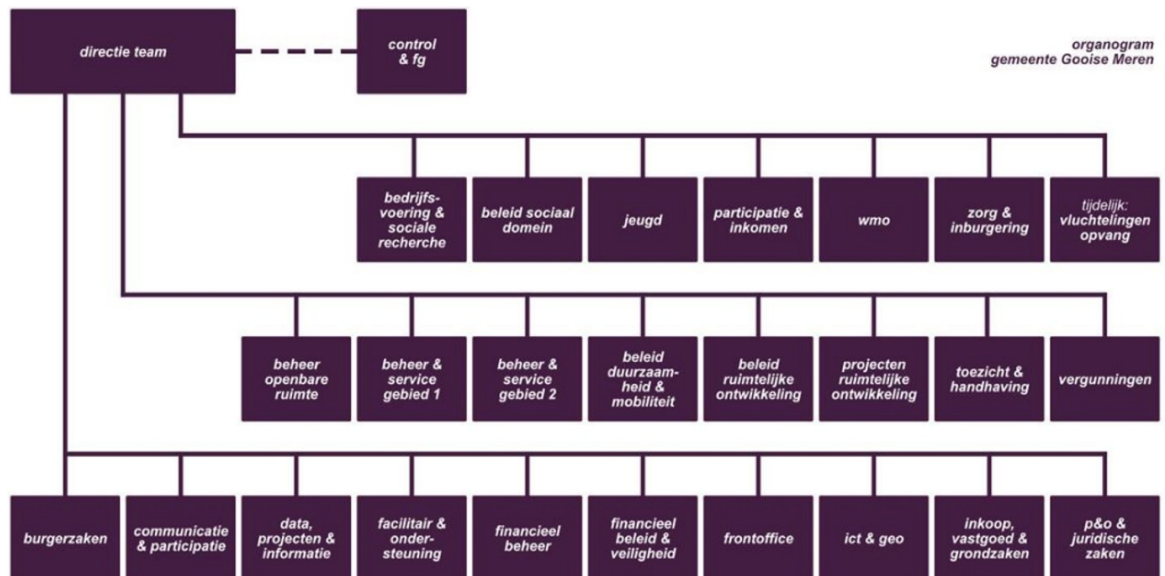 directie team
control
& fg
organogram
gemeente Gooise Meren
bedrijfs-
voering &
sociale
recherche
beleid sociaal
domein
jeugd
participatie &
inkomen
wmo
zorg &
inburgering
tijdelijk:
vluchtelingen
opvang
beheer
openbare
ruimte
beheer &
service
gebied 1
beheer &
service
gebied 2
beleid
duurzaam-
heid &
mobiliteit
beleid
ruimtelijke
ontwikkeling
projecten
ruimtelijke
ontwikkeling
toezicht &
handhaving
vergunningen
burgerzaken
communicatie
& participatie
data,
projecten &
informatie
facilitair &
onder-
steuning
financieel
beheer
financieel
beleid &
veiligheid
frontoffice
ict & geo
inkoop,
vastgoed &
grondzaken
p&o &
juridische
zaken